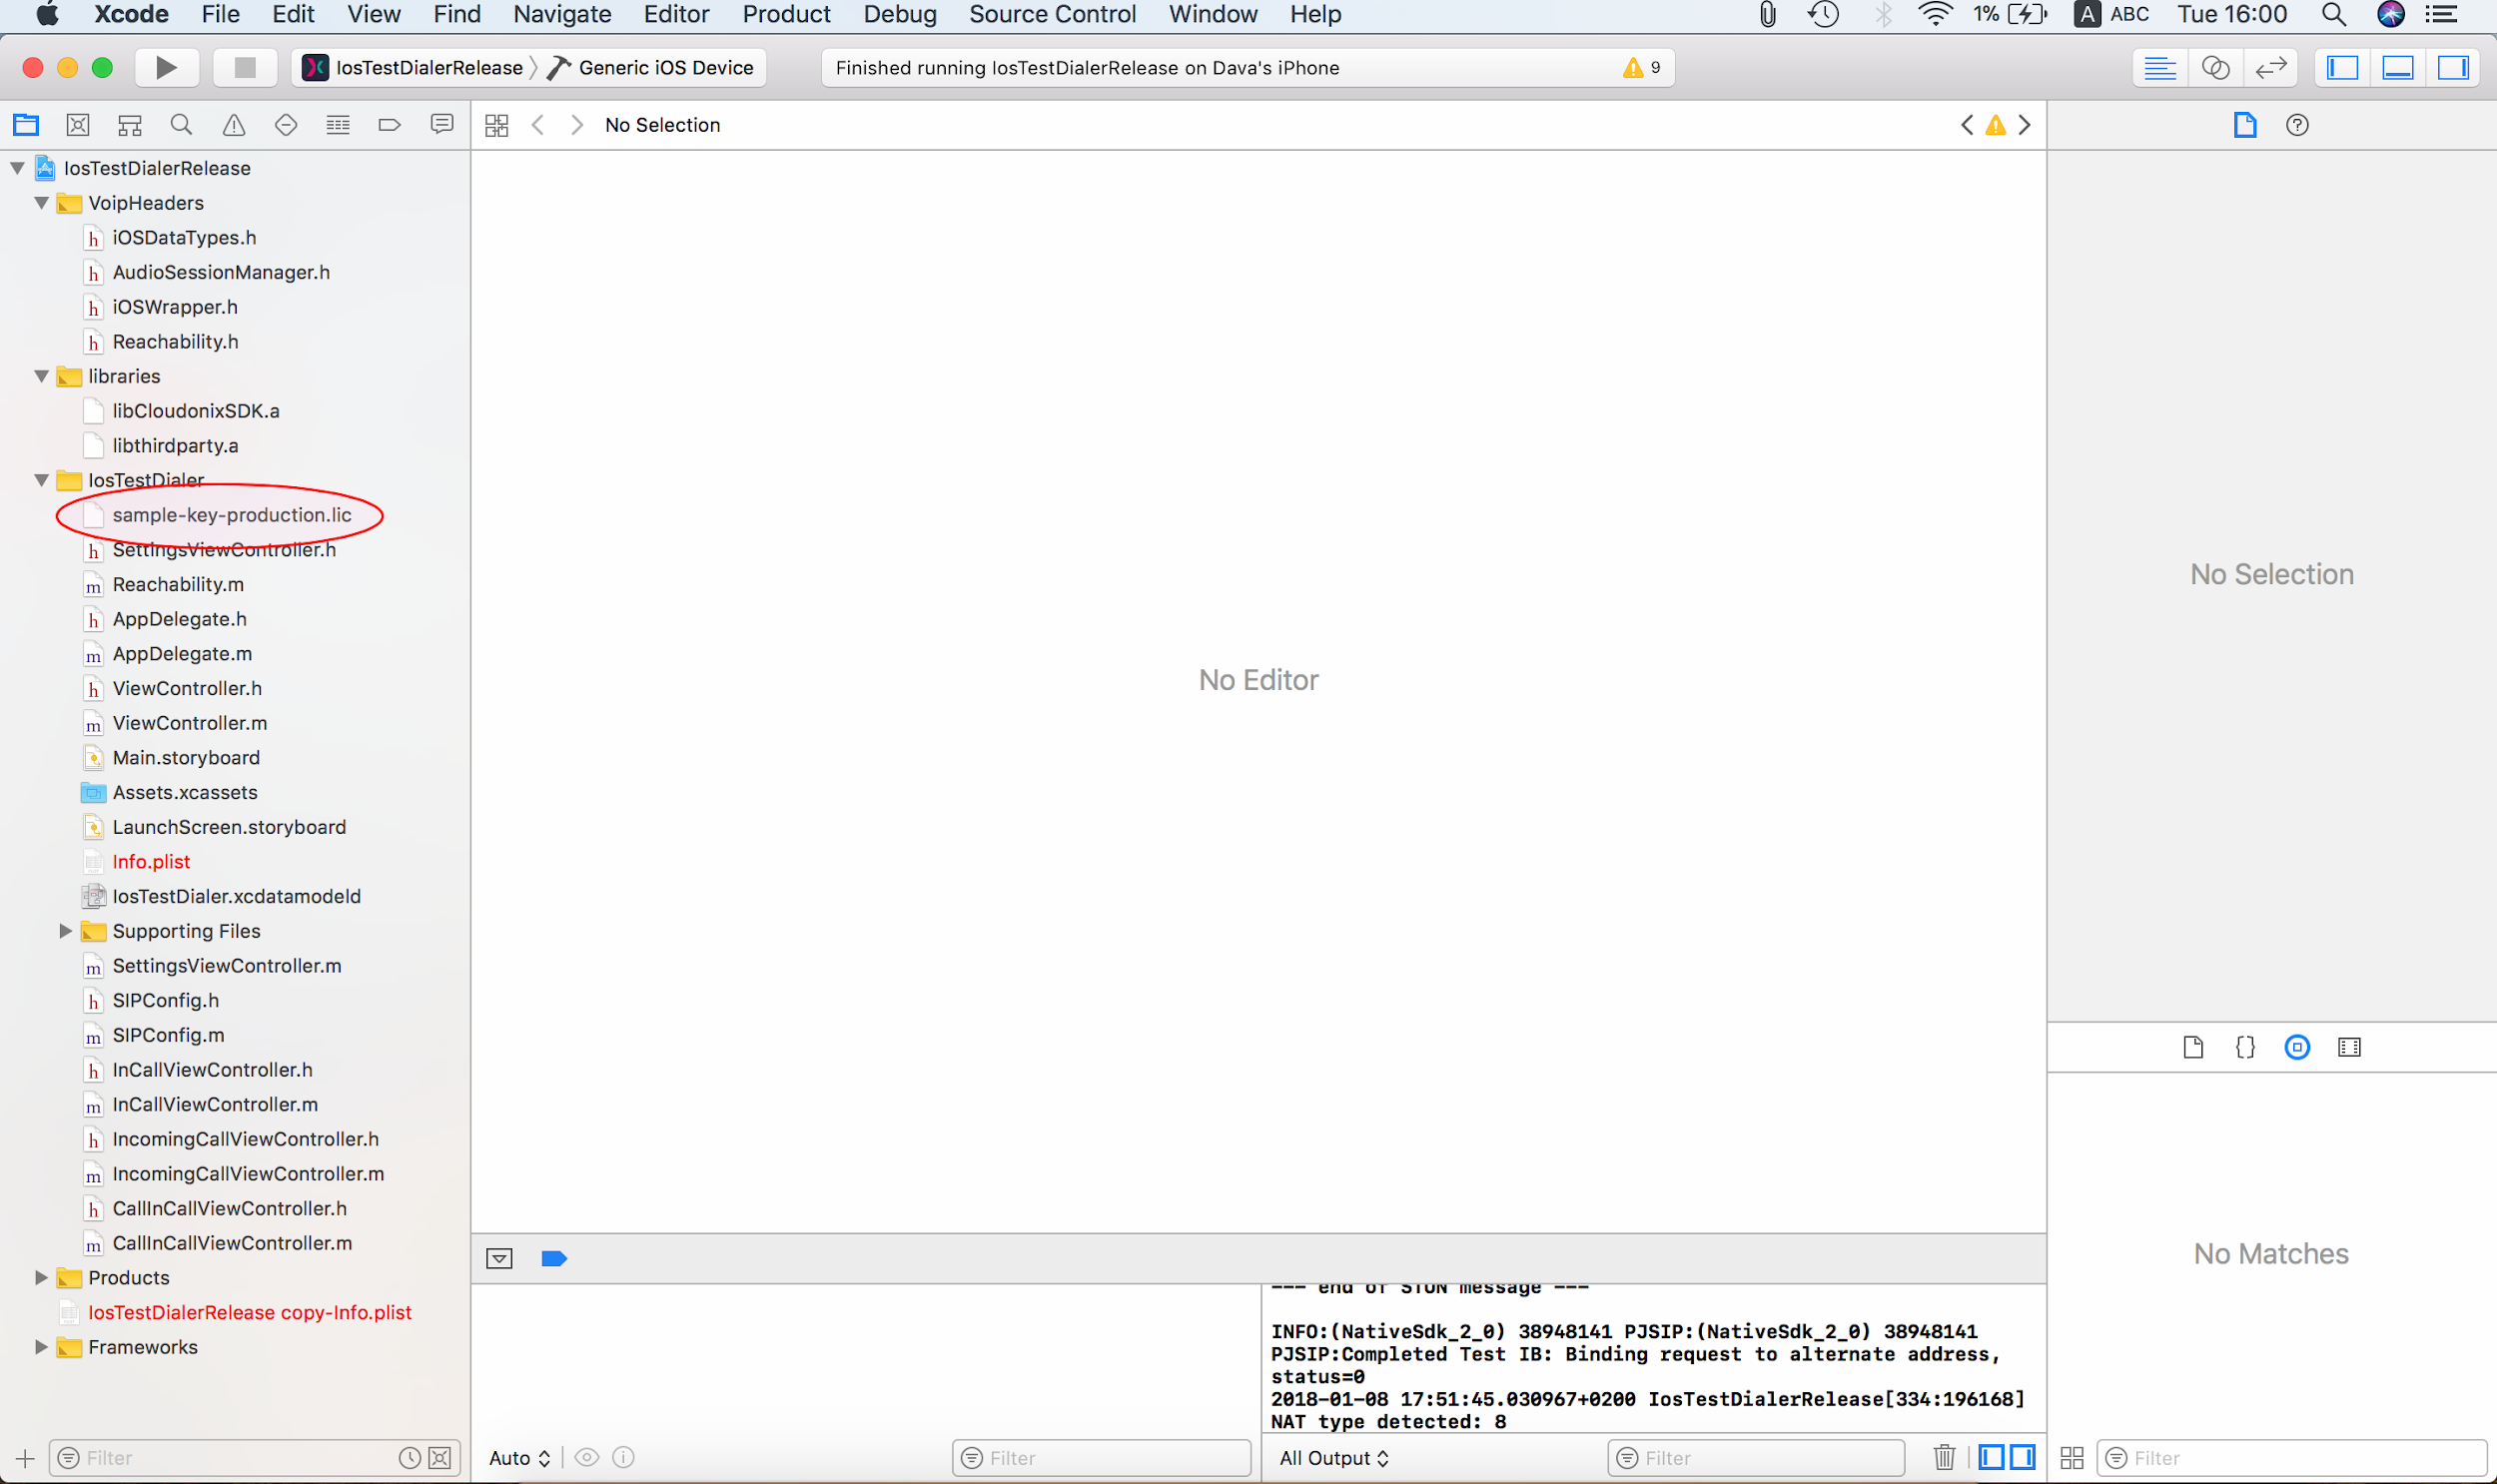 Xcode File Edit View Find Navigate Editor Product Debug Source Control Window Help 1% A ABC Tue 16:00
IosTestDialerRelease Generic iOS Device Finished running IosTestDialerRelease on Dava's iPhone 9
No Selection
IosTestDialerRelease
VoipHeaders
h iOSDataTypes.h
h AudioSessionManager.h
h iOSWrapper.h
h Reachability.h
libraries
libCloudonixSDK.a
libthirdparty.a
IosTestDialer
sample-key-production.lic
h SettingsViewController.h
m Reachability.m
h AppDelegate.h
m AppDelegate.m
h ViewController.h
m ViewController.m
Main.storyboard
Assets.xcassets
LaunchScreen.storyboard
Info.plist
IosTestDialer.xcdatamodeld
Supporting Files
m SettingsViewController.m
h SIPConfig.h
m SIPConfig.m
h InCallViewController.h
m InCallViewController.m
h IncomingCallViewController.h
m IncomingCallViewController.m
h CallInCallViewController.h
m CallInCallViewController.m
Products
IosTestDialerRelease copy-Info.plist
Frameworks
Filter
No Editor
Auto Filter
--- end of STUN message ---
INFO:(NativeSdk_2_0) 38948141 PJSIP:(NativeSdk_2_0) 38948141
PJSIP:Completed Test IB: Binding request to alternate address,
status=0
2018-01-08 17:51:45.030967+0200 IosTestDialerRelease[334:196168]
NAT type detected: 8
All Output Filter
No Selection
No Matches
Filter